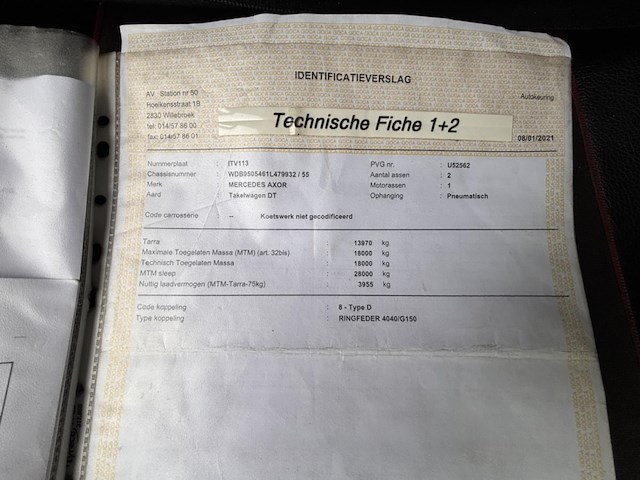 IDENTIFICATIEVERSLAG
AV Station nr 50
Hoeikensstraat 1B
2830 Willebroek
tel: 014/57 86 00
fax: 014/57 86 01
Autokeuring
Technische Fiche 1+2
08/01/2021
Nummerplaat : ITV113 PVG nr. : U52562
Chassisnummer : WDB9505461L479932 / 55 Aantal assen : 2
Merk : MERCEDES AXOR Motorassen : 1
Aard : Takelwagen DT Ophanging : Pneumatisch
Code carrosserie : -- Koetswerk niet gecodificeerd
Tarra : 13970 kg
Maximale Toegelaten Massa (MTM) (art. 32bis) : 18000 kg
Technisch Toegelaten Massa : 18000 kg
MTM sleep : 28000 kg
Nuttig laadvermogen (MTM-Tarra-75kg) : 3955 kg
Code koppeling : 8 - Type D
Type koppeling : RINGFEDER 4040/G150